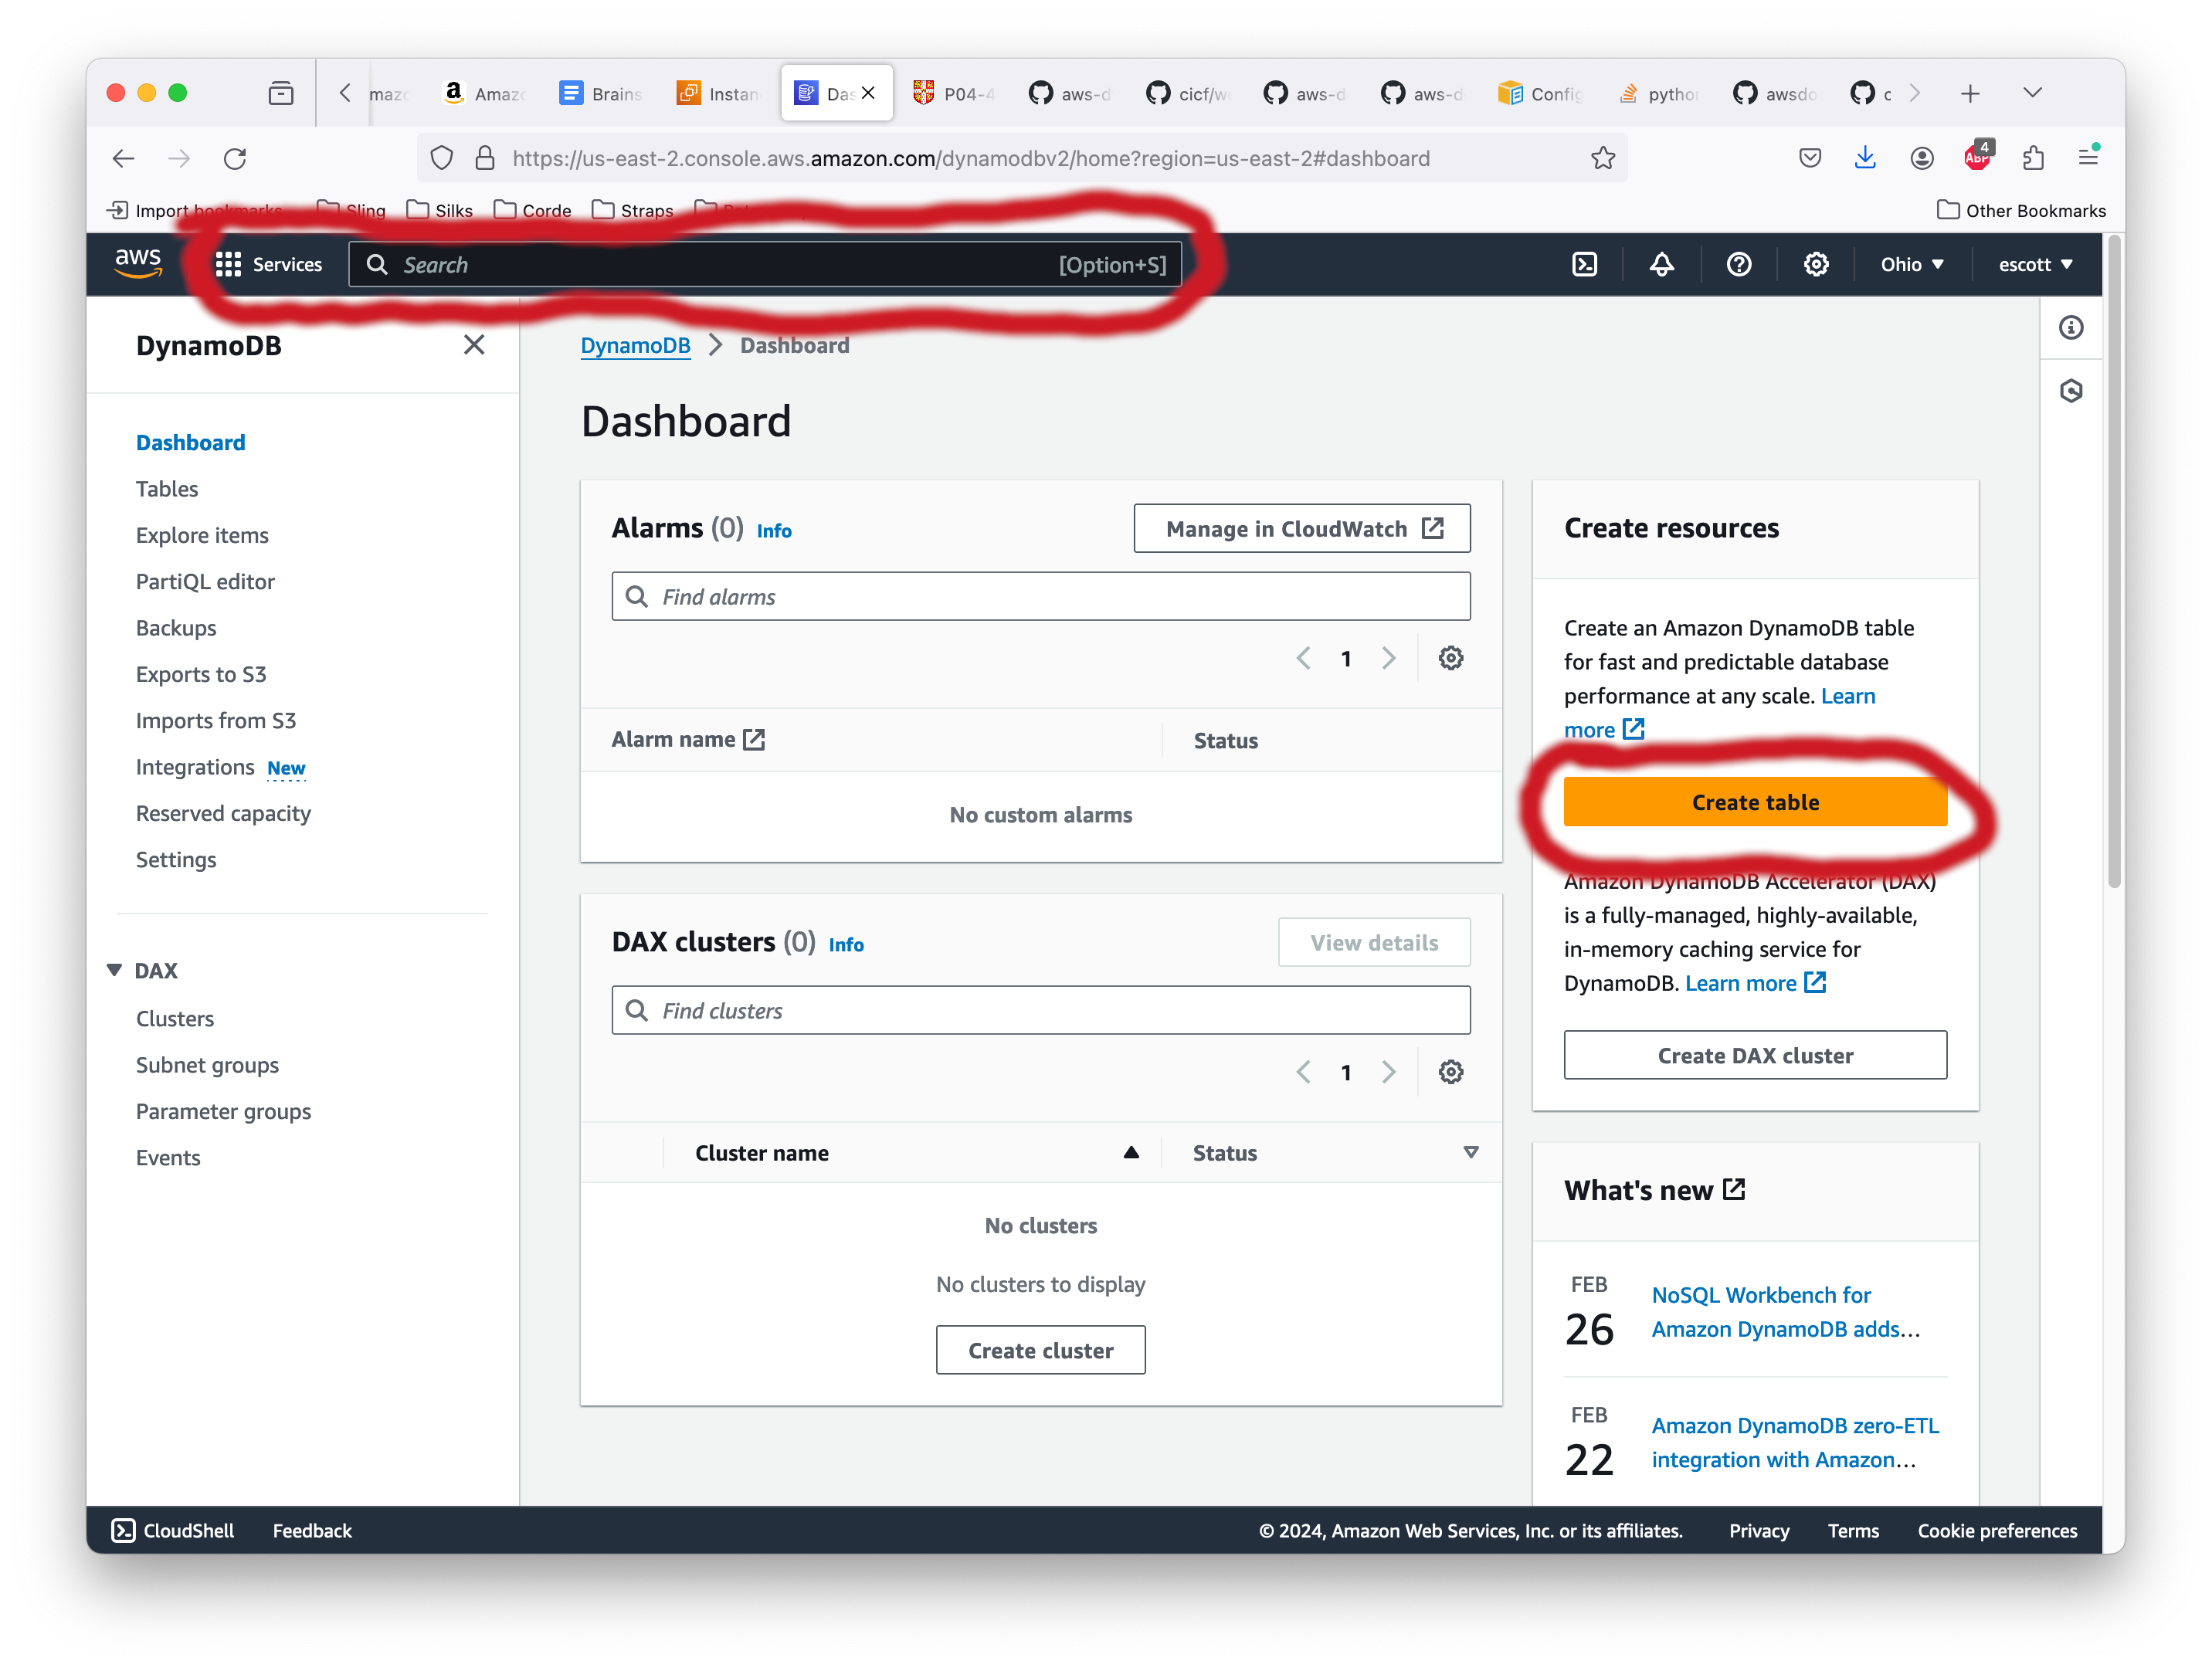 Amaz
Brains
Instan
Das
P04-4
aws-d
cicf/w
aws-d
aws-d
Config
python
awsdo
c
https://us-east-2.console.aws.amazon.com/dynamodbv2/home?region=us-east-2#dashboard
4
ABP
Import bookmarks...
Sling
Silks
Corde
Straps
Other Bookmarks
aws
Services
Search
[Option+S]
Ohio
escott
DynamoDB
DynamoDB
Dashboard
Dashboard
Tables
Explore items
PartiQL editor
Backups
Exports to S3
Imports from S3
Integrations New
Reserved capacity
Settings
DAX
Clusters
Subnet groups
Parameter groups
Events
Dashboard
Alarms (0) Info
Manage in CloudWatch
Find alarms
1
Alarm name
Status
No custom alarms
DAX clusters (0) Info
View details
Find clusters
1
Cluster name
Status
No clusters
No clusters to display
Create cluster
Create resources
Create an Amazon DynamoDB table
for fast and predictable database
performance at any scale. Learn
more
Create table
Amazon DynamoDB Accelerator (DAX)
is a fully-managed, highly-available,
in-memory caching service for
DynamoDB. Learn more
Create DAX cluster
What's new
FEB
26
NoSQL Workbench for
Amazon DynamoDB adds...
FEB
22
Amazon DynamoDB zero-ETL
integration with Amazon...
CloudShell
Feedback
© 2024, Amazon Web Services, Inc. or its affiliates.
Privacy
Terms
Cookie preferences